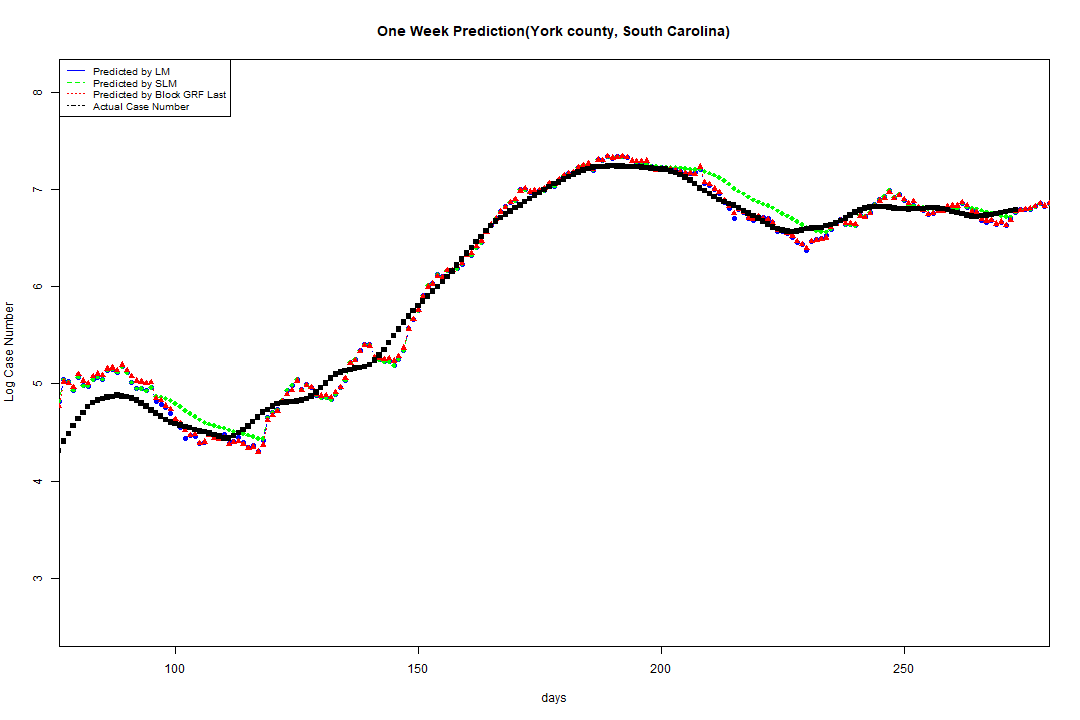 One Week Prediction(York county, South Carolina)
Predicted by LM
Predicted by SLM
Predicted by Block GRF Last
Actual Case Number
8
7
6
5
4
3
Log Case Number
100
150
200
250
days